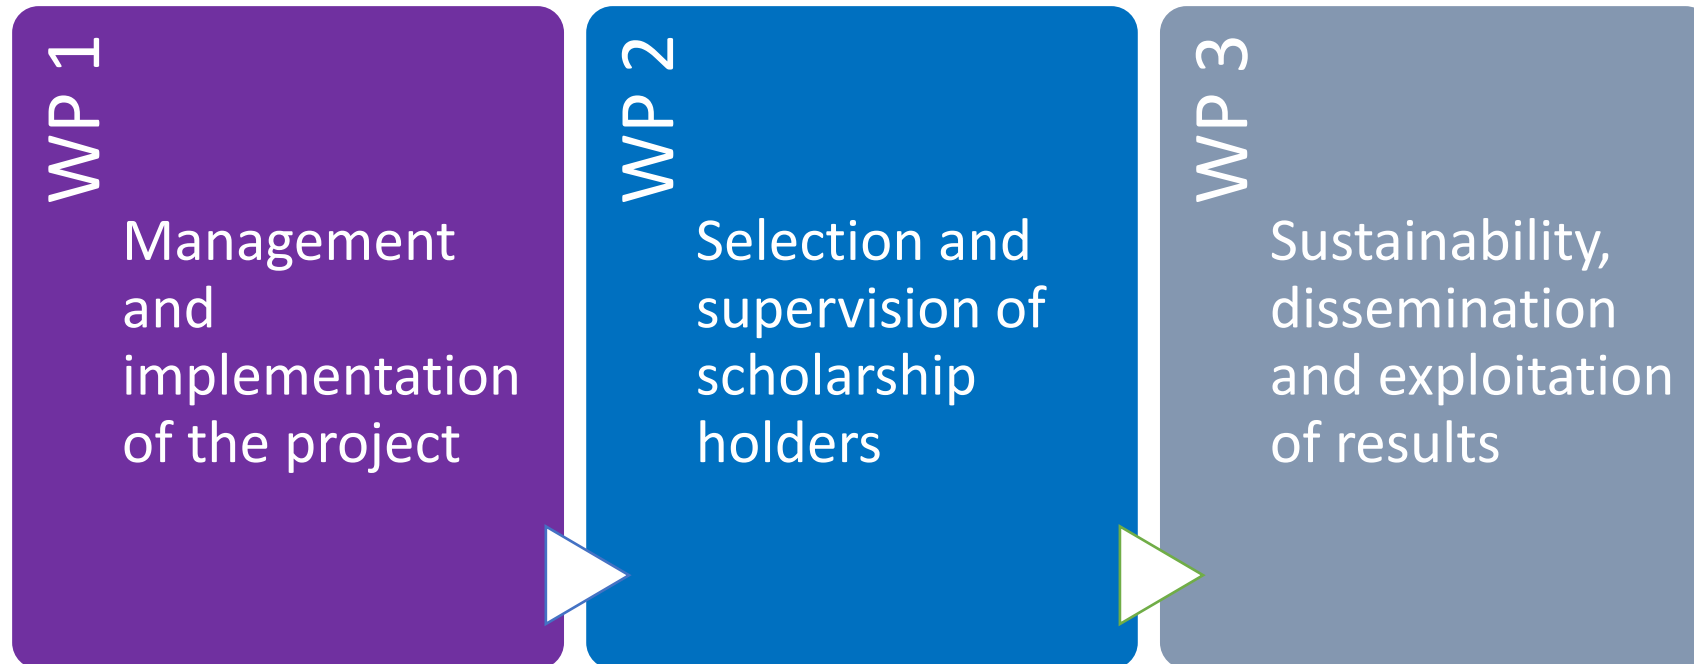 WP 1
Management
and
implementation
of the project
WP 2
Selection and
supervision of
scholarship
holders
WP 3
Sustainability,
dissemination
and exploitation
of results